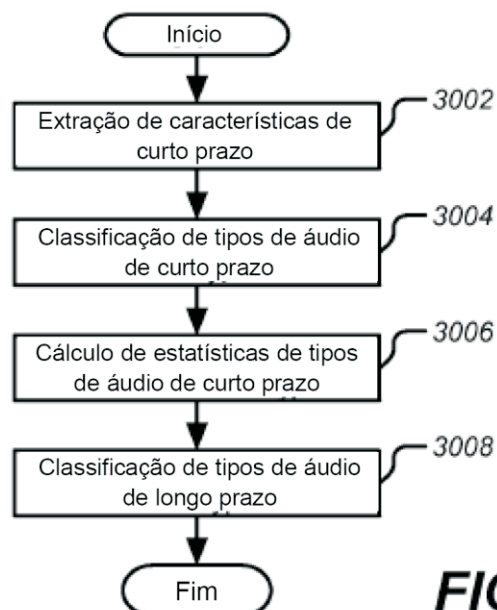 Início
Extração de características de
curto prazo
3002
Classificação de tipos de áudio
de curto prazo
3004
Cálculo de estatísticas de tipos
de áudio de curto prazo
3006
Classificação de tipos de áudio
de longo prazo
3008
Fim